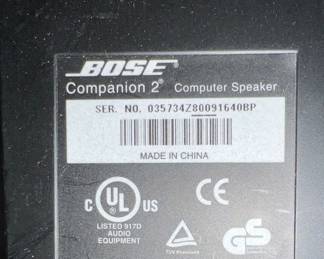 BOSE®
Companion 2® Computer Speaker
SER. NO. 035734Z80091640BP
MADE IN CHINA
C UL® US CE
LISTED 917D
AUDIO
EQUIPMENT
GS